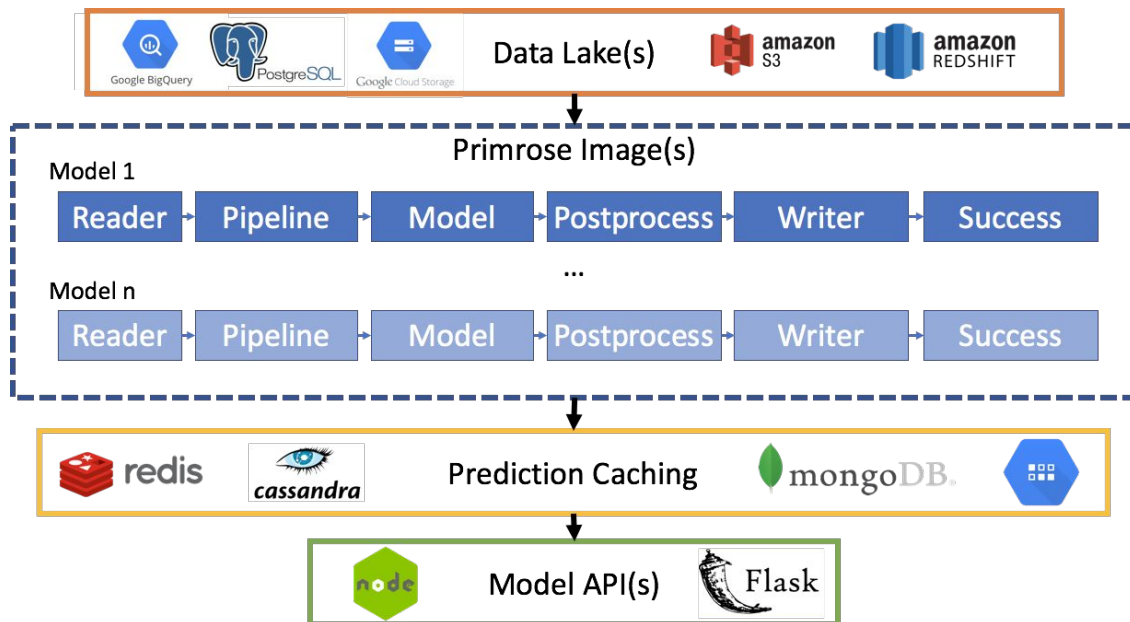 Google BigQuery
PostgreSQL
Google Cloud Storage
Data Lake(s)
amazon
S3
amazon
REDSHIFT
Primrose Image(s)
Model 1
Reader
Pipeline
Model
Postprocess
Writer
Success
...
Model n
Reader
Pipeline
Model
Postprocess
Writer
Success
redis
cassandra
Prediction Caching
mongoDB
node
Model API(s)
Flask